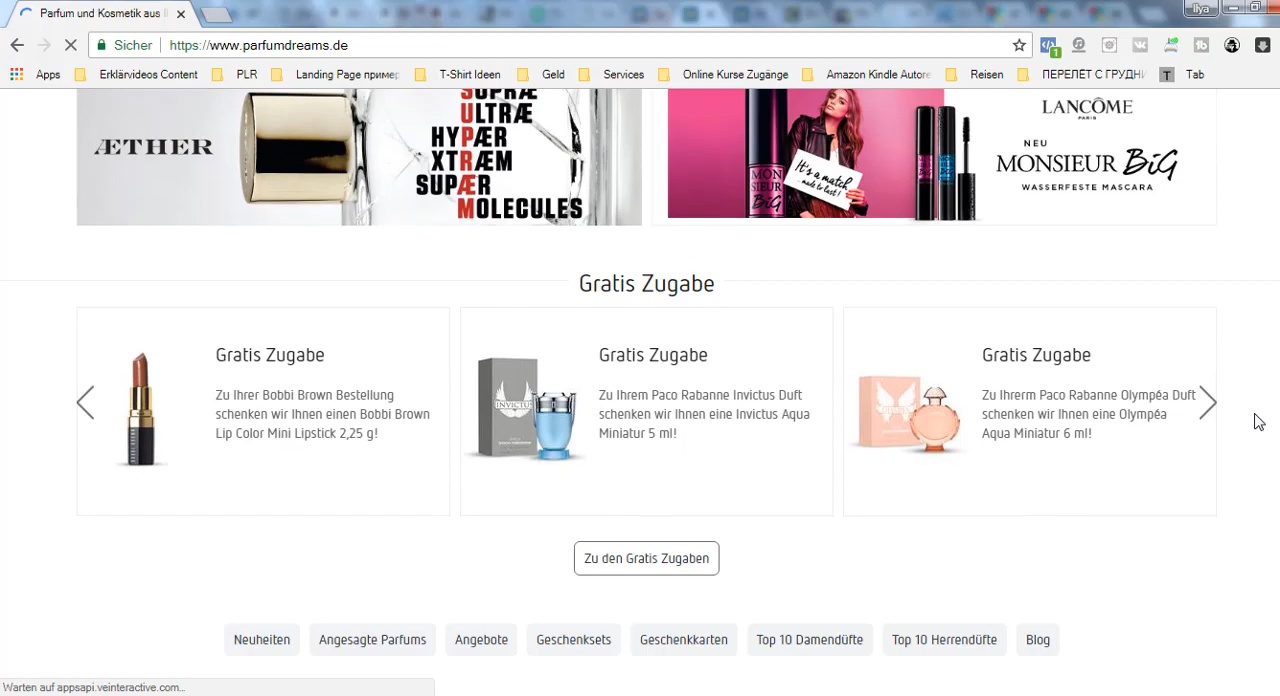 Parfum und Kosmetik aus
ilya
Sicher https://www.parfumdreams.de
Apps Erklärvideos Content PLR Landing Page пример T-Shirt Ideen Geld Services Online Kurse Zugänge Amazon Kindle Autore Reisen ПЕРЕЛЁТ С ГРУДНИ T Tab
ÆTHER
SUPRÆ
ULTRÆ
HYPÆR
XTRÆM
SUPÆR
MOLECULES
MON
SIEUR
BiG
It's a match
made to last!
LANCÔME
PARIS
NEU
MONSIEUR BiG
WASSERFESTE MASCARA
Gratis Zugabe
Gratis Zugabe
Zu Ihrer Bobbi Brown Bestellung
schenken wir Ihnen einen Bobbi Brown
Lip Color Mini Lipstick 2,25 g!
INVICTUS
Gratis Zugabe
Zu Ihrem Paco Rabanne Invictus Duft
schenken wir Ihnen eine Invictus Aqua
Miniatur 5 ml!
Gratis Zugabe
Zu Ihrerm Paco Rabanne Olympéa Duft
schenken wir Ihnen eine Olympéa
Aqua Miniatur 6 ml!
Zu den Gratis Zugaben
Neuheiten Angesagte Parfums Angebote Geschenksets Geschenkkarten Top 10 Damendüfte Top 10 Herrendüfte Blog
Warten auf appsapi.veinteractive.com...